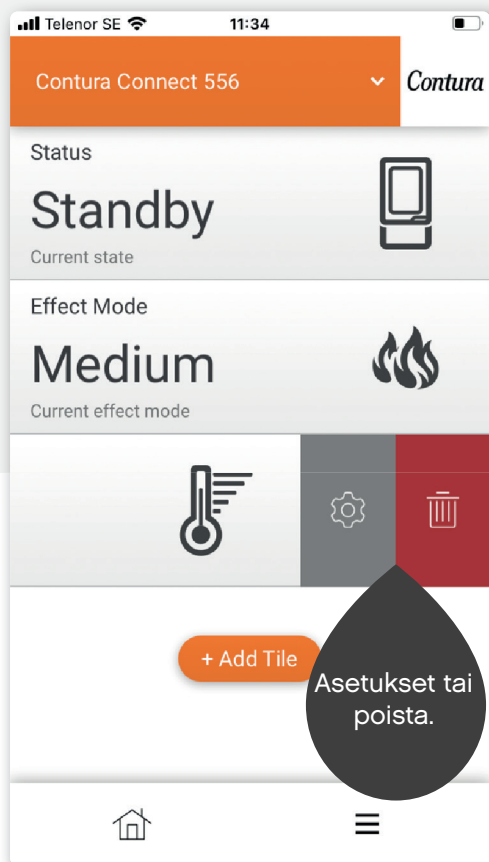 Telenor SE 11:34
Contura Connect 556
Contura
Status
Standby
Current state
Effect Mode
Medium
Current effect mode
+ Add Tile
Asetukset tai
poista.